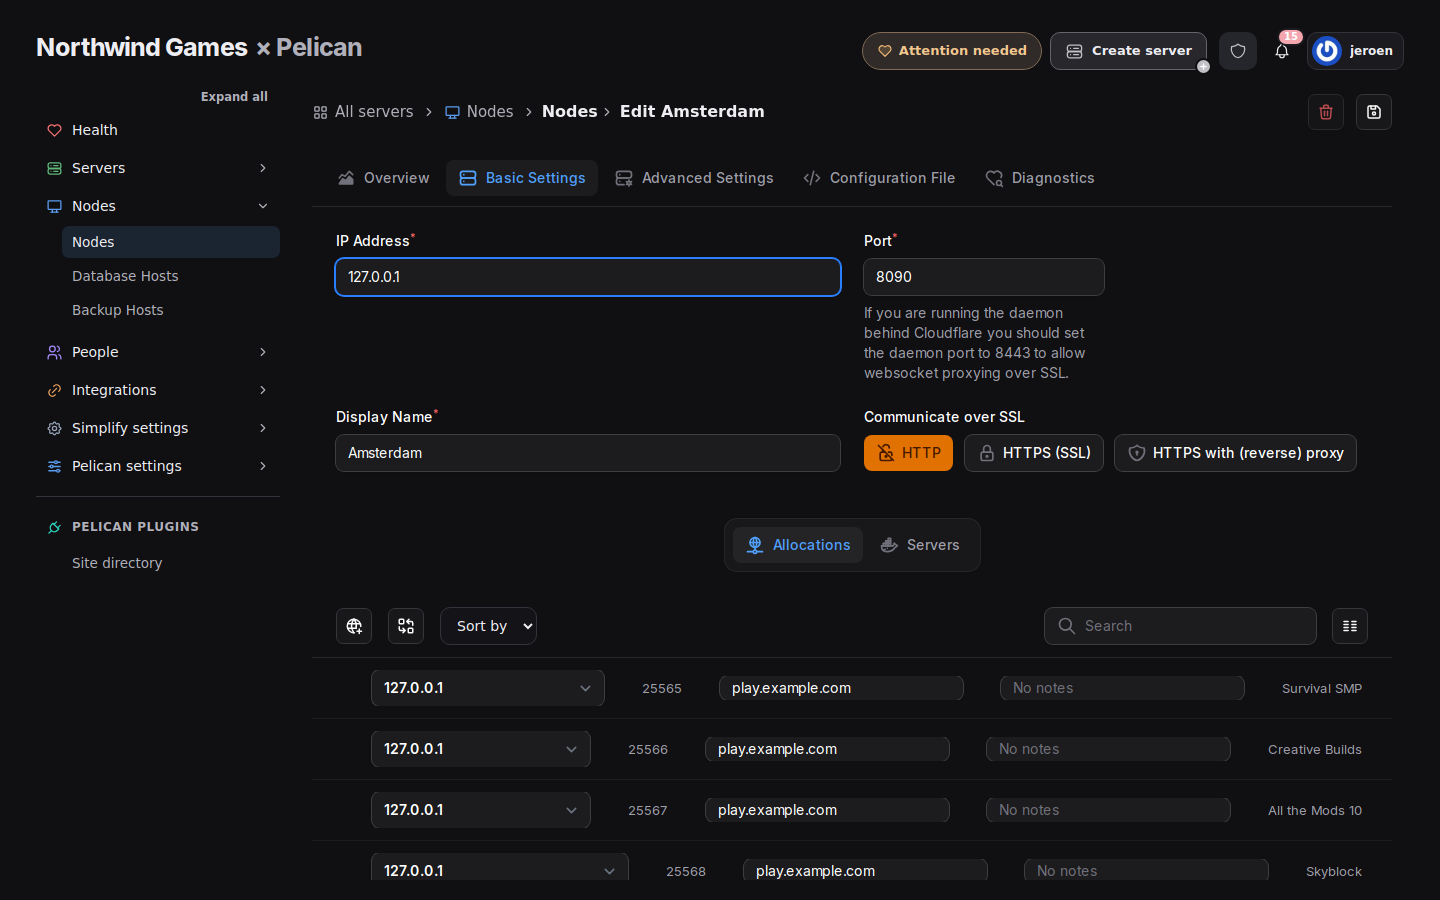 Northwind Games × Pelican
Attention needed
Create server
15
jeroen
Expand all
Health
Servers
Nodes
Nodes
Database Hosts
Backup Hosts
People
Integrations
Simplify settings
Pelican settings
PELICAN PLUGINS
Site directory
All servers > Nodes > Nodes > Edit Amsterdam
Overview
Basic Settings
Advanced Settings
Configuration File
Diagnostics
IP Address*
127.0.0.1
Port*
8090
If you are running the daemon
behind Cloudflare you should set
the daemon port to 8443 to allow
websocket proxying over SSL.
Display Name*
Amsterdam
Communicate over SSL
HTTP
HTTPS (SSL)
HTTPS with (reverse) proxy
Allocations
Servers
Sort by
Search
127.0.0.1 25565 play.example.com No notes Survival SMP
127.0.0.1 25566 play.example.com No notes Creative Builds
127.0.0.1 25567 play.example.com No notes All the Mods 10
127.0.0.1 25568 play.example.com No notes Skyblock